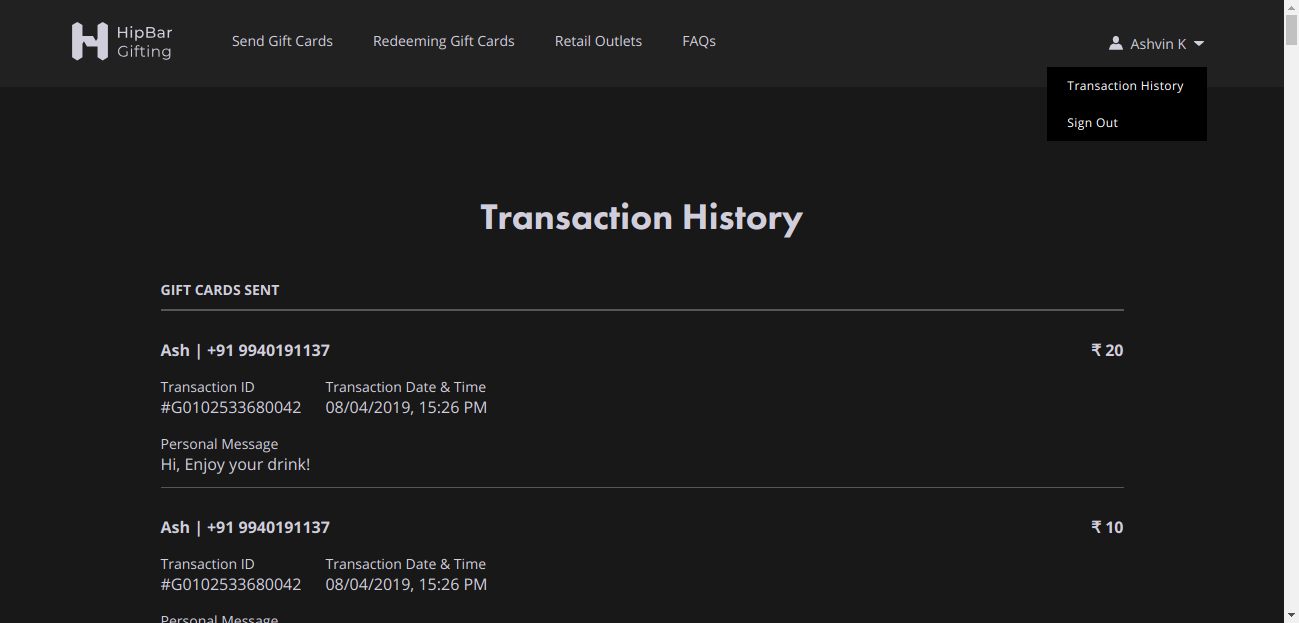 HipBar
Gifting
Send Gift Cards Redeeming Gift Cards Retail Outlets FAQs Ashvin K
Transaction History
Sign Out
Transaction History
GIFT CARDS SENT
Ash | +91 9940191137 ₹ 20
Transaction ID Transaction Date & Time
#G0102533680042 08/04/2019, 15:26 PM
Personal Message
Hi, Enjoy your drink!
Ash | +91 9940191137 ₹ 10
Transaction ID Transaction Date & Time
#G0102533680042 08/04/2019, 15:26 PM
Personal Message